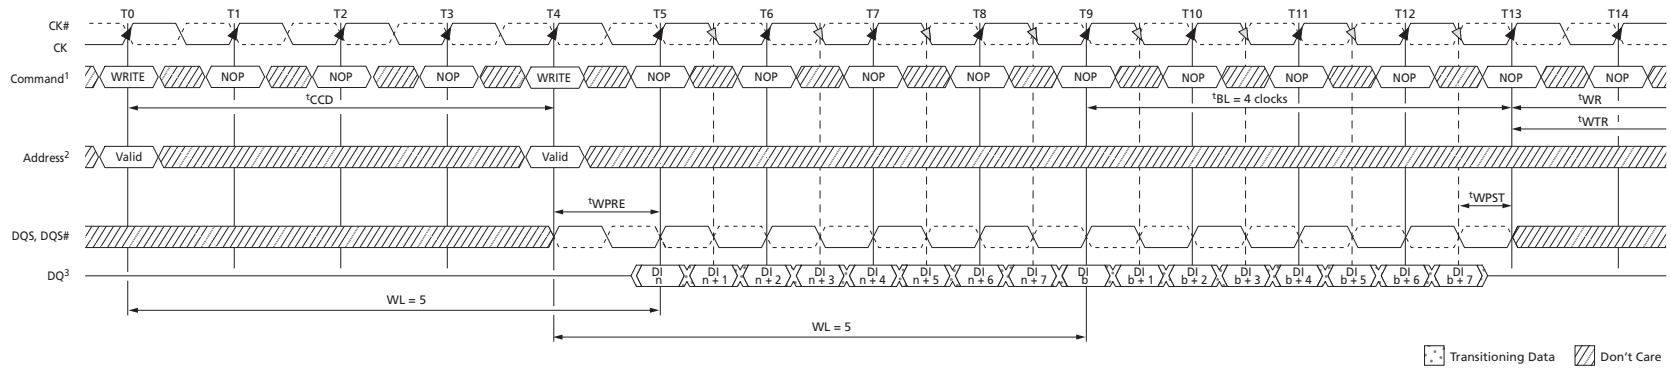 T0 T1 T2 T3 T4 T5 T6 T7 T8 T9 T10 T11 T12 T13 T14
CK#
CK
Command1 WRITE NOP NOP NOP WRITE NOP NOP NOP NOP NOP NOP NOP NOP NOP NOP
tCCD tBL = 4 clocks tWR
tWTR
Address2 Valid Valid
tWPRE tWPST
DQS, DQS#
DQ3 DI n DI n + 1 DI n + 2 DI n + 3 DI n + 4 DI n + 5 DI n + 6 DI n + 7 DI b DI b + 1 DI b + 2 DI b + 3 DI b + 4 DI b + 5 DI b + 6 DI b + 7
WL = 5
WL = 5
Transitioning Data Don't Care